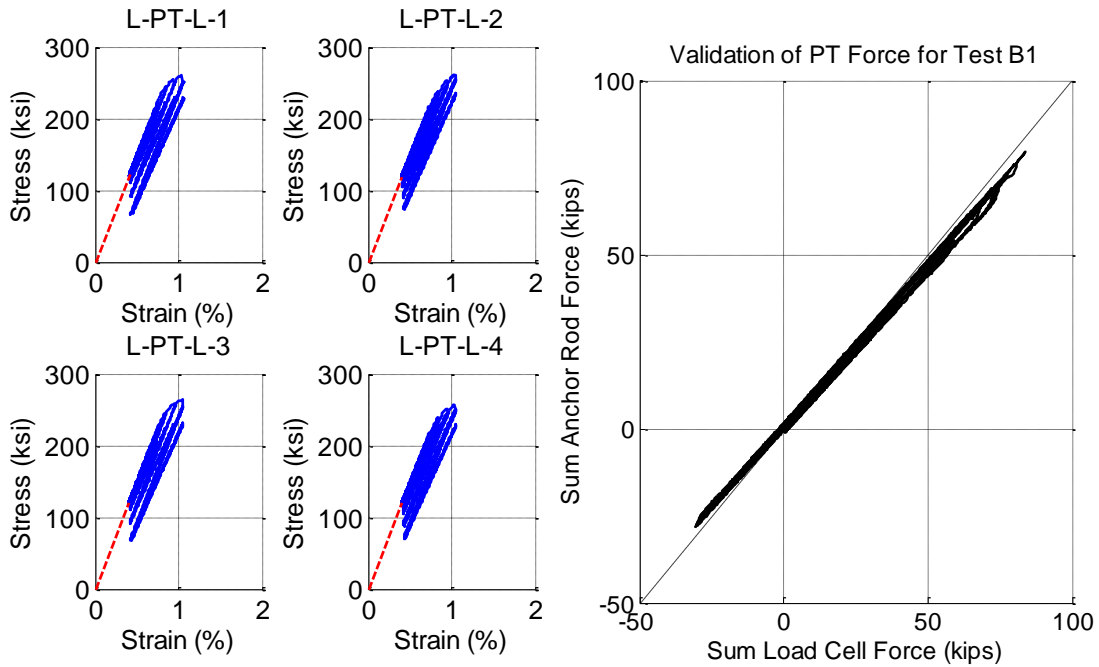 L-PT-L-1
300
200
100
0
Stress (ksi)
0 1 2
Strain (%)
L-PT-L-2
300
200
100
0
Stress (ksi)
0 1 2
Strain (%)
L-PT-L-3
300
200
100
0
Stress (ksi)
0 1 2
Strain (%)
L-PT-L-4
300
200
100
0
Stress (ksi)
0 1 2
Strain (%)
Validation of PT Force for Test B1
100
50
0
-50
Sum Anchor Rod Force (kips)
-50 0 50 100
Sum Load Cell Force (kips)